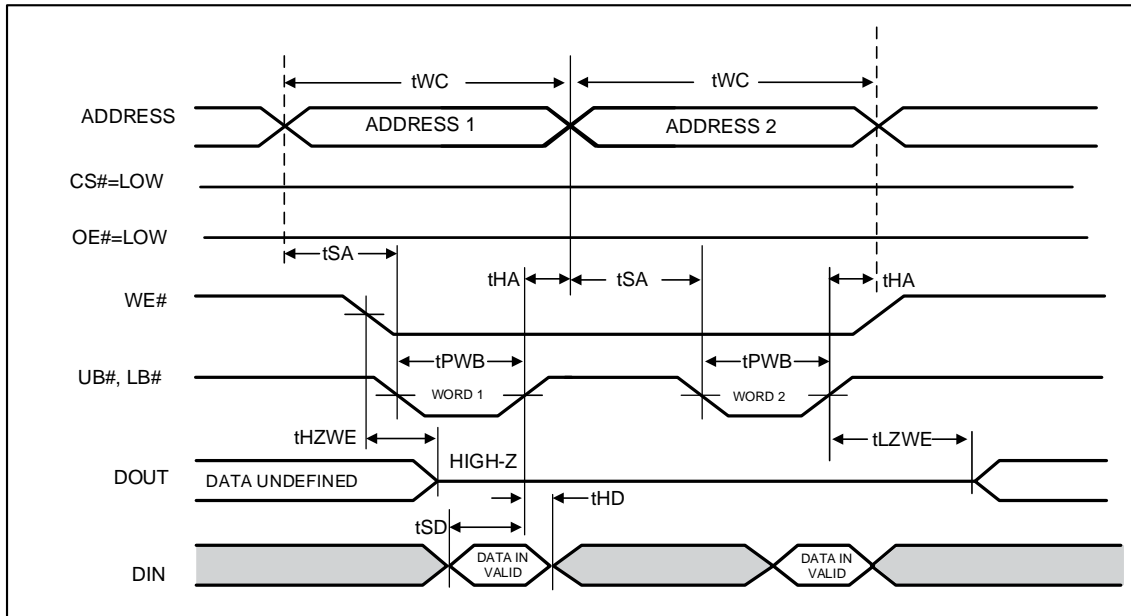 tWC tWC
ADDRESS ADDRESS 1 ADDRESS 2
CS#=LOW
OE#=LOW
tSA tHA tSA tHA
WE#
tPWB tPWB
UB#, LB# WORD 1 WORD 2
tHZWE tLZWE
HIGH-Z
DOUT DATA UNDEFINED
tSD tHD
DIN DATA IN VALID DATA IN VALID